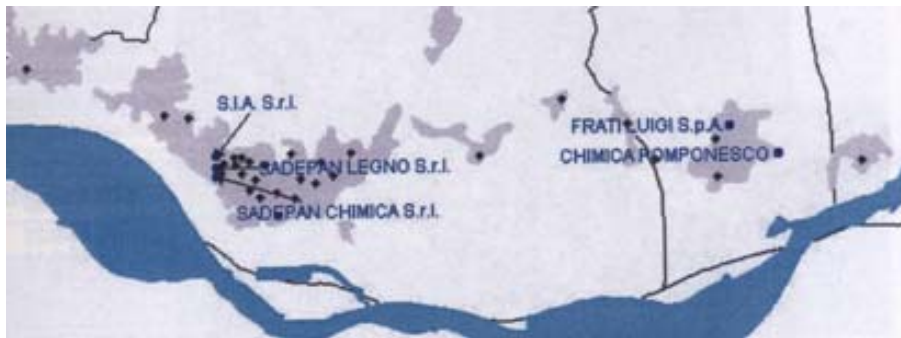 S.I.A. S.r.l.
FRATI LUIGI S.p.A.
SADEPAN LEGNO S.r.l.
CHIMICA POMPONESCO
SADEPAN CHIMICA S.r.l.